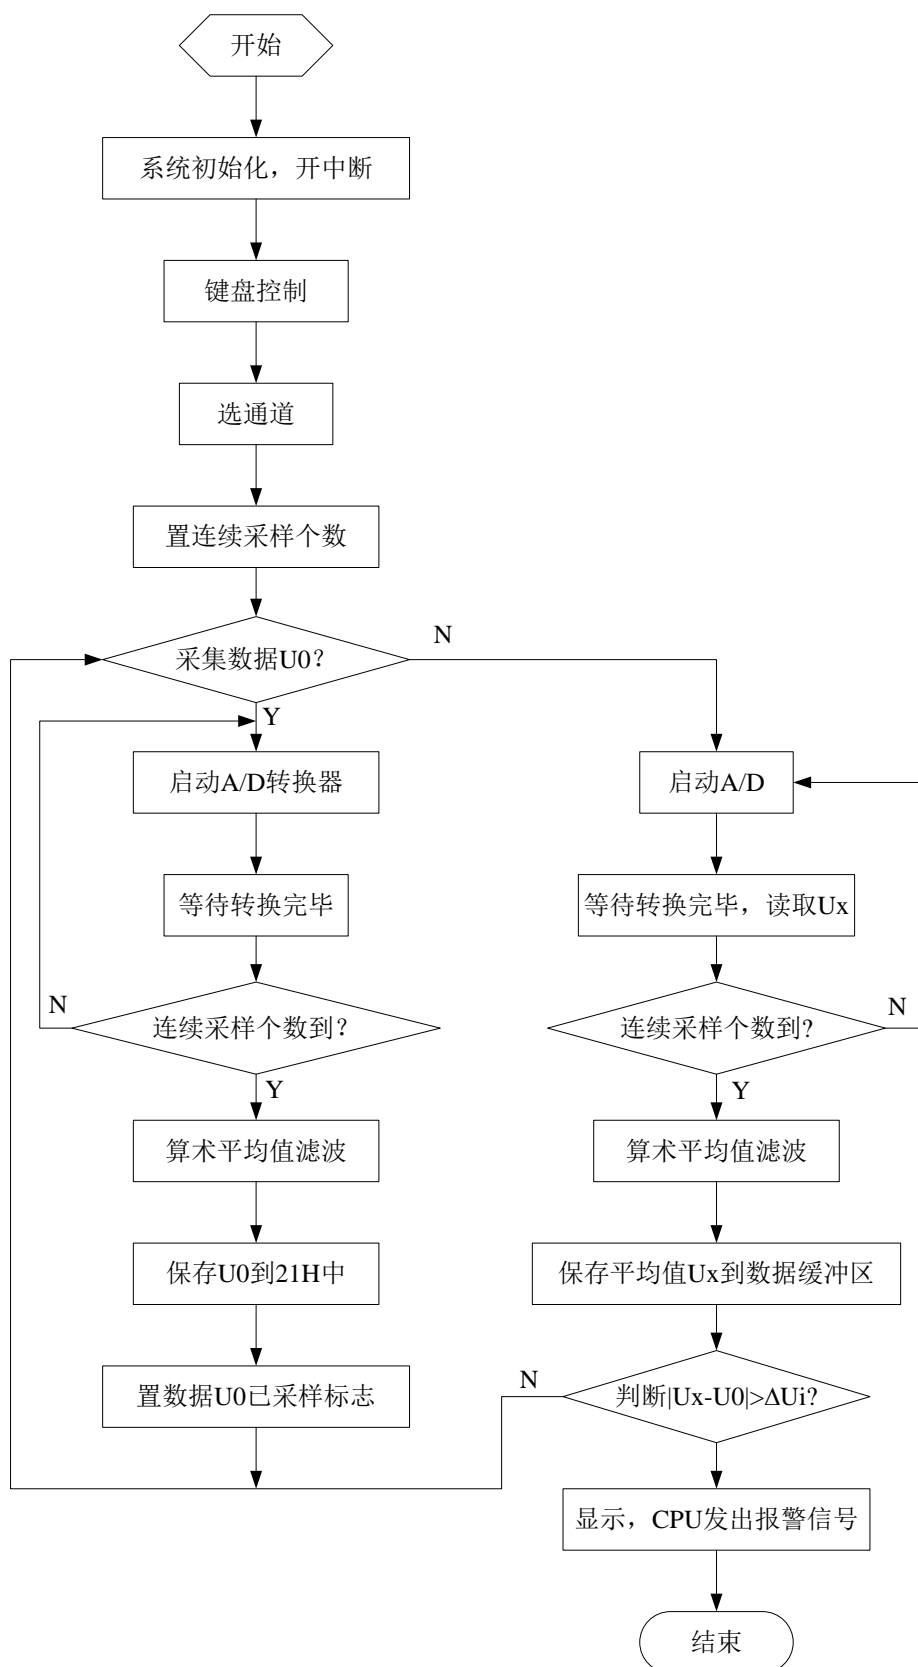 开始
系统初始化，开中断
键盘控制
选通道
置连续采样个数
采集数据U0？
N
Y
启动A/D转换器
启动A/D
等待转换完毕
等待转换完毕，读取Ux
N
连续采样个数到？
连续采样个数到?
N
Y
Y
算术平均值滤波
算术平均值滤波
保存U0到21H中
保存平均值Ux到数据缓冲区
置数据U0已采样标志
N
判断|Ux-U0|>ΔUi?
显示，CPU发出报警信号
结束